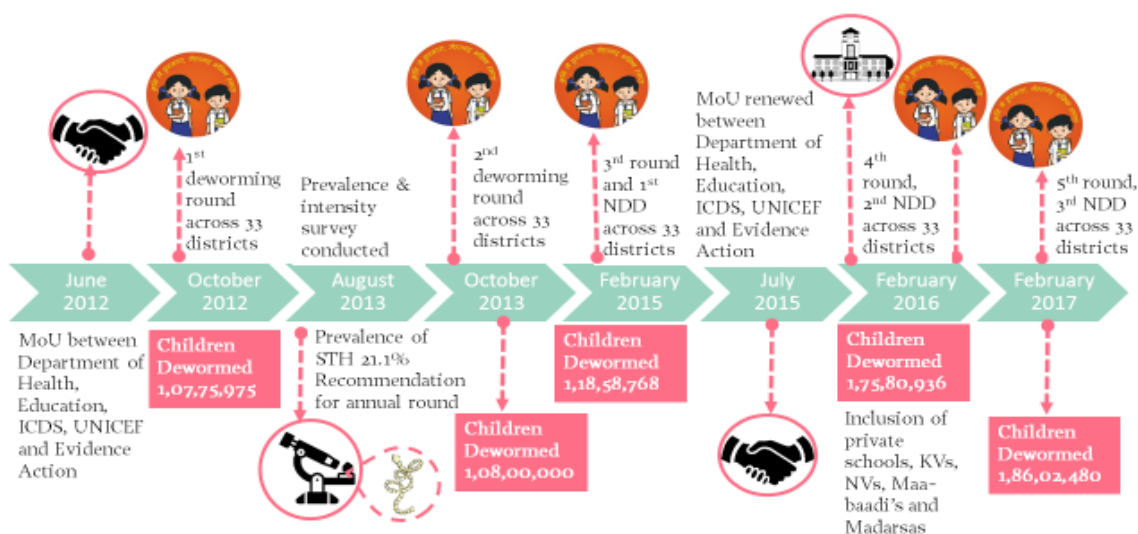 1st
deworming
round
across 33
districts
Prevalence &
intensity
survey
conducted
2nd
deworming
round
across 33
districts
3rd round
and 1st
NDD
across 33
districts
MoU renewed
between
Department of
Health,
Education,
ICDS, UNICEF
and Evidence
Action
4th
round,
2nd NDD
across 33
districts
5th round,
3rd NDD
across 33
districts
June
2012
October
2012
August
2013
October
2013
February
2015
July
2015
February
2016
February
2017
MoU between
Department of
Health,
Education,
ICDS, UNICEF
and Evidence
Action
Children
Dewormed
1,07,75,975
Prevalence of
STH 21.1%
Recommendation
for annual round
Children
Dewormed
1,08,00,000
Children
Dewormed
1,18,58,768
Children
Dewormed
1,75,80,936
Inclusion of
private
schools, KVs,
NVs, Maa-
baadi's and
Madarsas
Children
Dewormed
1,86,02,480